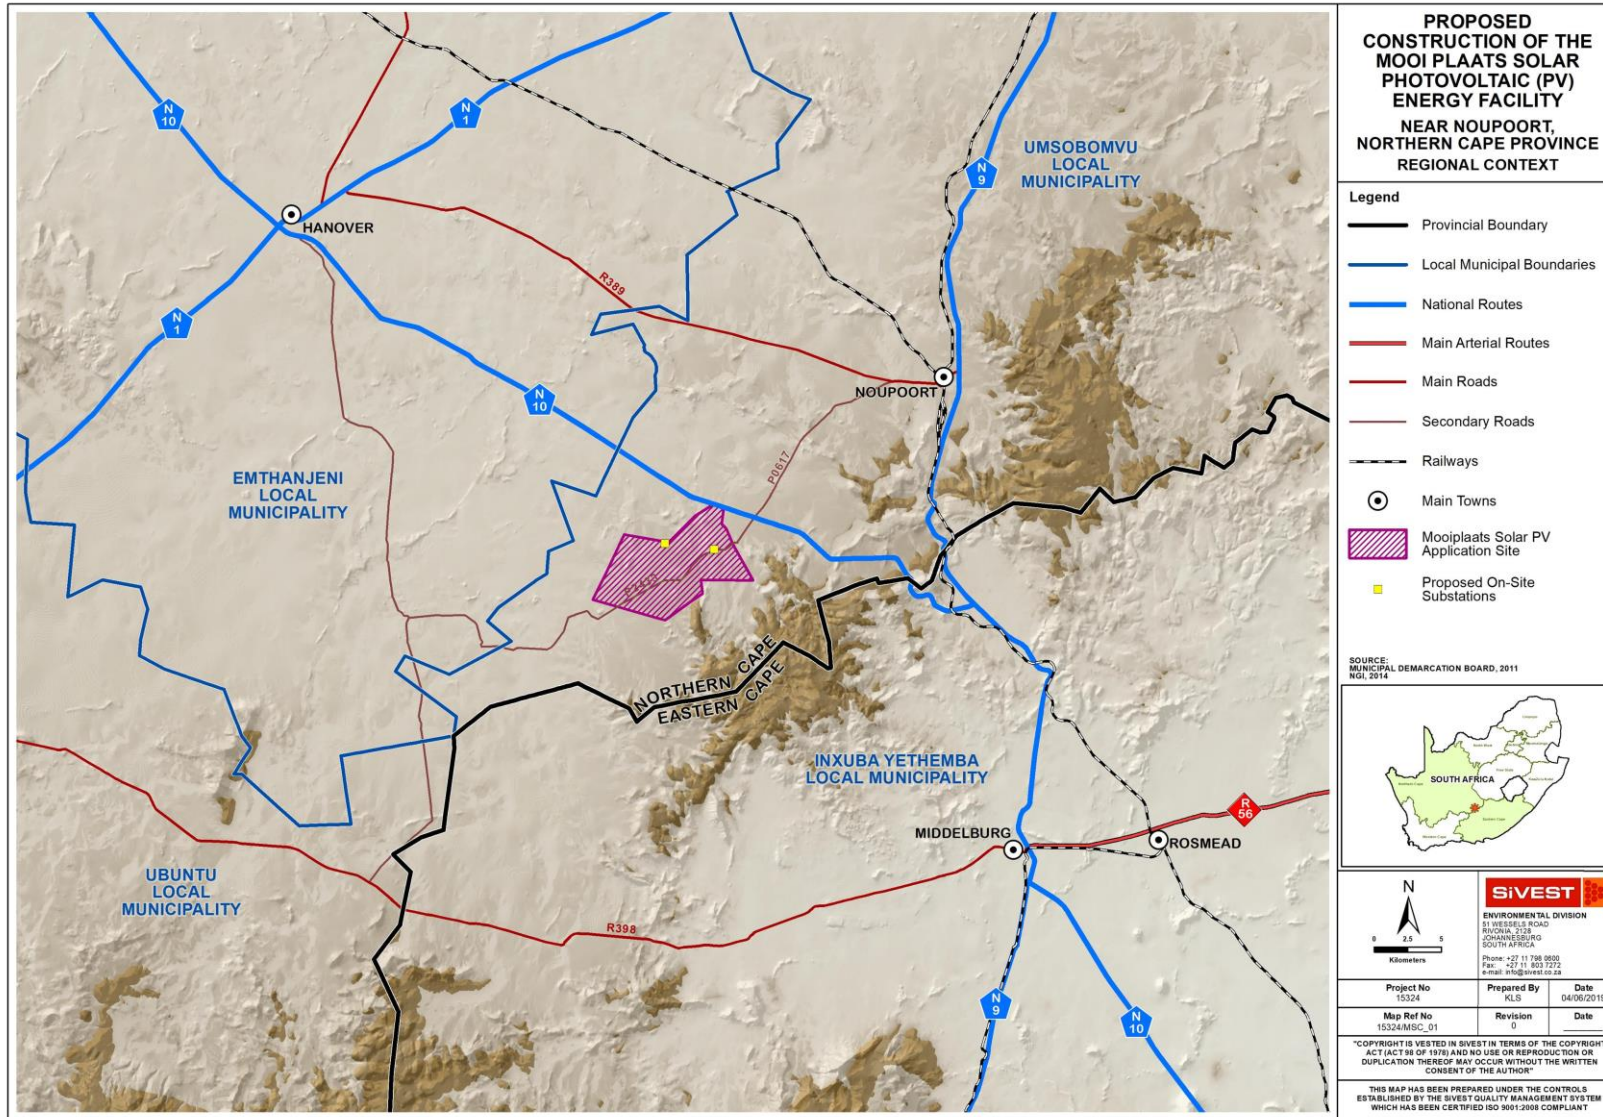 PROPOSED
CONSTRUCTION OF THE
MOOI PLAATS SOLAR
PHOTOVOLTAIC (PV)
ENERGY FACILITY
NEAR NOUPOORT,
NORTHERN CAPE PROVINCE
REGIONAL CONTEXT
Legend
Provincial Boundary
Local Municipal Boundaries
National Routes
Main Arterial Routes
Main Roads
Secondary Roads
Railways
Main Towns
Mooiplaats Solar PV
Application Site
Proposed On-Site
Substations
SOURCE:
MUNICIPAL DEMARCATION BOARD, 2011
NGI, 2014
SOUTH AFRICA
N
0 2.5 5
Kilometers
SiVEST
ENVIRONMENTAL DIVISION
51 WESSELS ROAD
RIVONIA, 2128
JOHANNESBURG
SOUTH AFRICA
Phone: +27 11 798 0600
Fax: +27 11 803 7272
e-mail: info@sivest.co.za
Project No
15324
Prepared By
KLS
Date
04/06/2019
Map Ref No
15324/MSC_01
Revision
0
Date
"COPYRIGHT IS VESTED IN SIVEST IN TERMS OF THE COPYRIGHT
ACT (ACT 98 OF 1978) AND NO USE OR REPRODUCTION OR
DUPLICATION THEREOF MAY OCCUR WITHOUT THE WRITTEN
CONSENT OF THE AUTHOR"
THIS MAP HAS BEEN PREPARED UNDER THE CONTROLS
ESTABLISHED BY THE SIVEST QUALITY MANAGEMENT SYSTEM
WHICH HAS BEEN CERTIFIED ISO 9001:2008 COMPLIANT
N
10
N
1
UMSOBOMVU
LOCAL
MUNICIPALITY
N
9
HANOVER
R389
N
1
NOUPOORT
N
10
P0617
EMTHANJENI
LOCAL
MUNICIPALITY
NORTHERN CAPE
EASTERN CAPE
INXUBA YETHEMBA
LOCAL MUNICIPALITY
R
56
MIDDELBURG
ROSMEAD
UBUNTU
LOCAL
MUNICIPALITY
R398
N
9
N
10